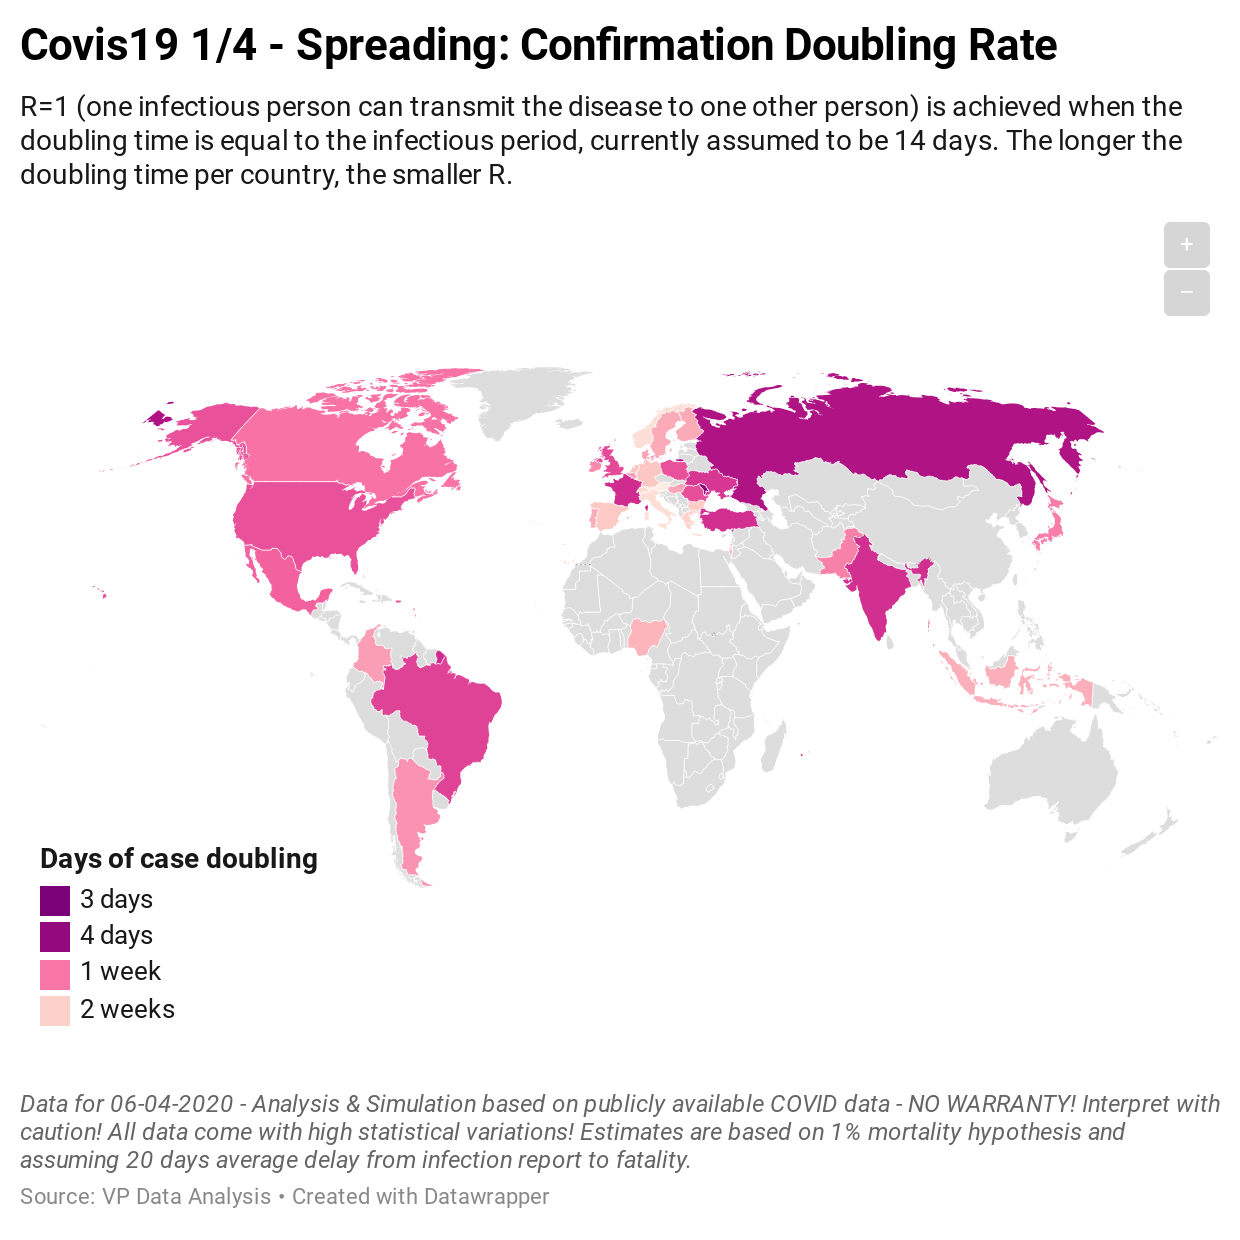 Covis19 1/4 - Spreading: Confirmation Doubling Rate
R=1 (one infectious person can transmit the disease to one other person) is achieved when the
doubling time is equal to the infectious period, currently assumed to be 14 days. The longer the
doubling time per country, the smaller R.
+
−
Days of case doubling
3 days
4 days
1 week
2 weeks
Data for 06-04-2020 - Analysis & Simulation based on publicly available COVID data - NO WARRANTY! Interpret with
caution! All data come with high statistical variations! Estimates are based on 1% mortality hypothesis and
assuming 20 days average delay from infection report to fatality.
Source: VP Data Analysis • Created with Datawrapper